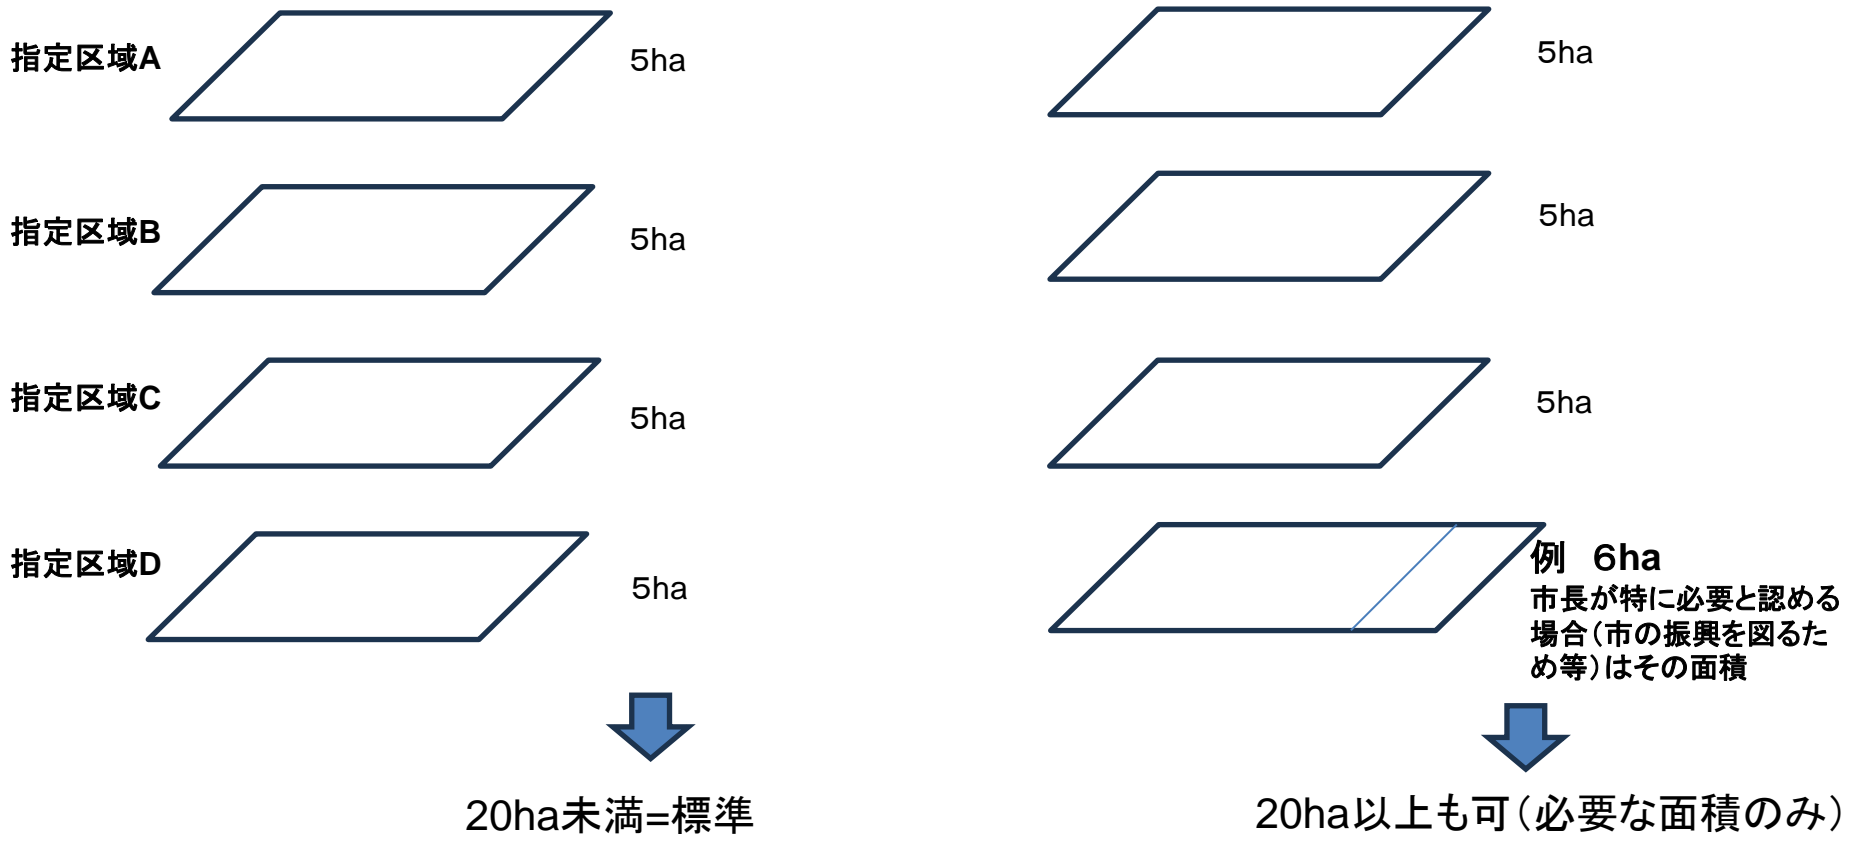 指定区域A
5ha
5ha
指定区域B
5ha
5ha
指定区域C
5ha
5ha
指定区域D
5ha
例　6ha
市長が特に必要と認める
場合（市の振興を図るた
め等）はその面積
20ha未満=標準
20ha以上も可（必要な面積のみ）